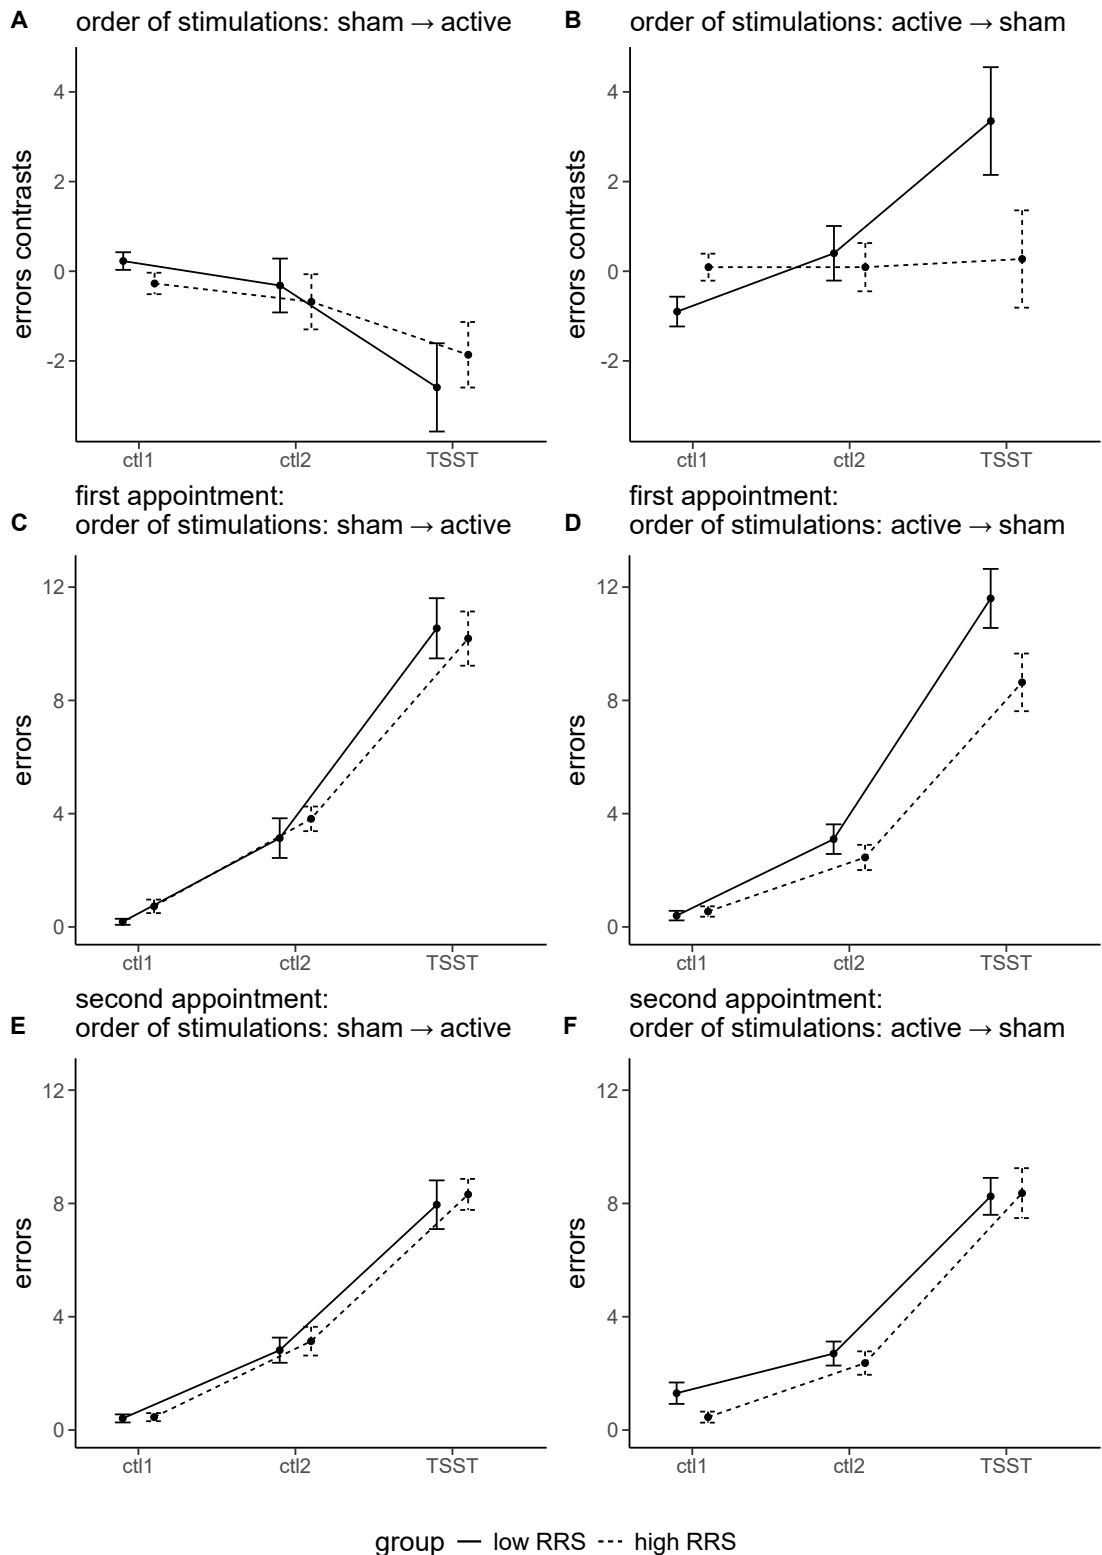 A order of stimulations: sham → active
errors contrasts
4
2
0
-2
ctl1 ctl2 TSST
B order of stimulations: active → sham
errors contrasts
4
2
0
-2
ctl1 ctl2 TSST
first appointment:
C order of stimulations: sham → active
errors
12
8
4
0
ctl1 ctl2 TSST
first appointment:
D order of stimulations: active → sham
errors
12
8
4
0
ctl1 ctl2 TSST
second appointment:
E order of stimulations: sham → active
errors
12
8
4
0
ctl1 ctl2 TSST
second appointment:
F order of stimulations: active → sham
errors
12
8
4
0
ctl1 ctl2 TSST
group low RRS high RRS